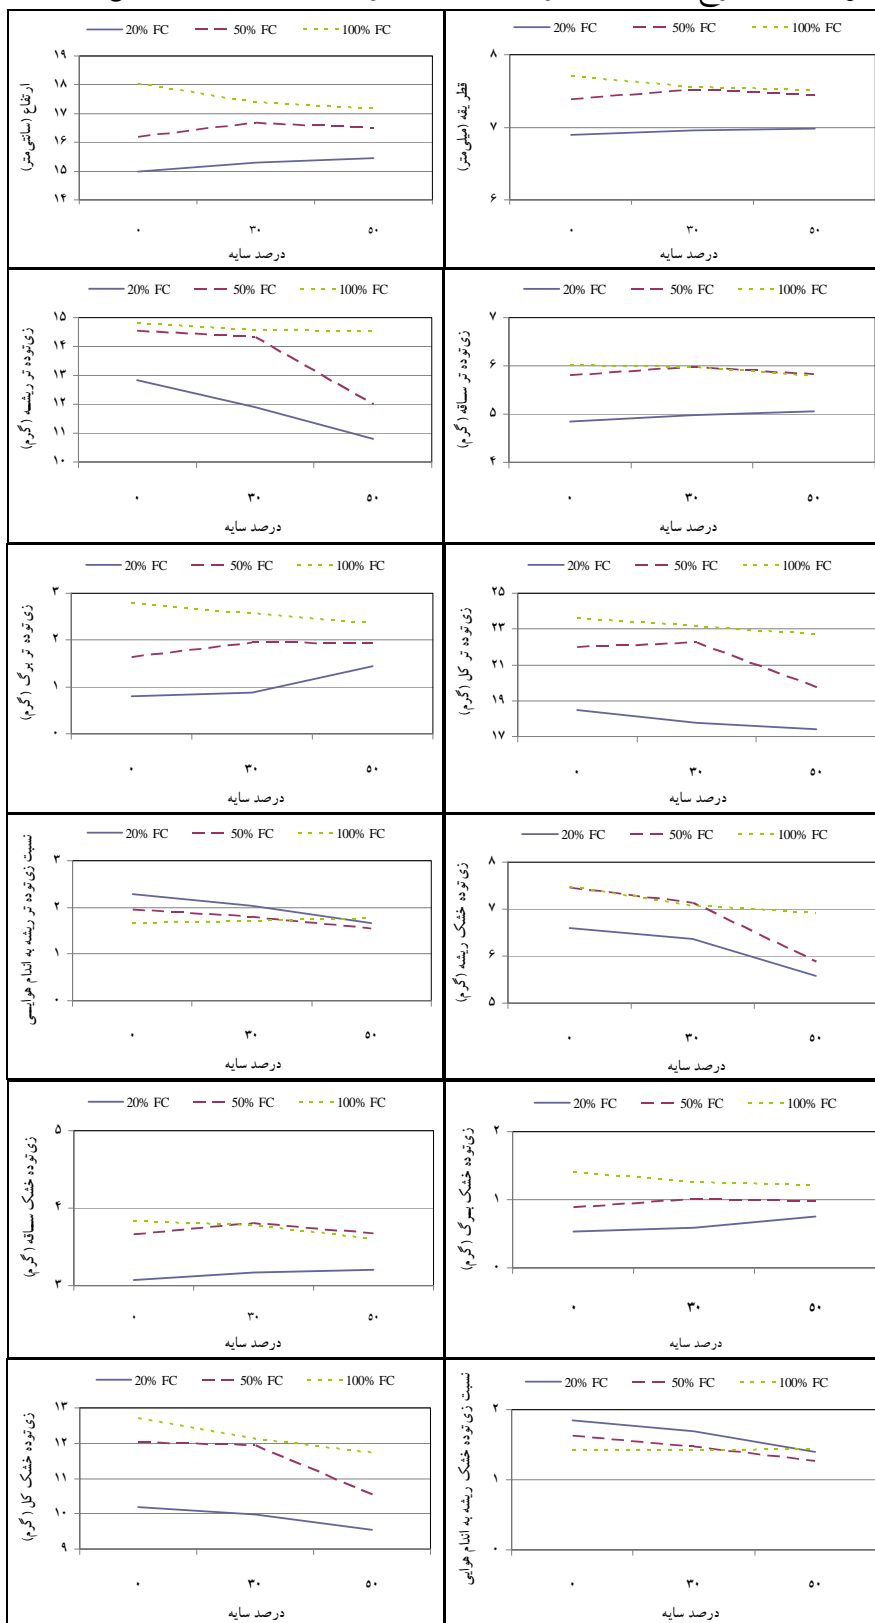 20% FC 50% FC 100% FC
ارتفاع (سانتی‌متر)
۱۹
۱۸
۱۷
۱۶
۱۵
۱۴
۰ ۳۰ ۵۰
درصد سایه
20% FC 50% FC 100% FC
قطر یقه (میلی‌متر)
۸
۷
۶
۰ ۳۰ ۵۰
درصد سایه
20% FC 50% FC 100% FC
زی‌توده تر ریشه (گرم)
۱۵
۱۴
۱۳
۱۲
۱۱
۱۰
۰ ۳۰ ۵۰
درصد سایه
20% FC 50% FC 100% FC
زی‌توده تر ساقه (گرم)
۷
۶
۵
۴
۰ ۳۰ ۵۰
درصد سایه
20% FC 50% FC 100% FC
زی‌توده تر برگ (گرم)
۳
۲
۱
۰
۰ ۳۰ ۵۰
درصد سایه
20% FC 50% FC 100% FC
زی‌توده تر کل (گرم)
۲۵
۲۳
۲۱
۱۹
۱۷
۰ ۳۰ ۵۰
درصد سایه
20% FC 50% FC 100% FC
نسبت زی‌توده تر ریشه به اندام هوایی
۳
۲
۱
۰
۰ ۳۰ ۵۰
درصد سایه
20% FC 50% FC 100% FC
زی‌توده خشک ریشه (گرم)
۸
۷
۶
۵
۰ ۳۰ ۵۰
درصد سایه
20% FC 50% FC 100% FC
زی‌توده خشک ساقه (گرم)
۵
۴
۳
۰ ۳۰ ۵۰
درصد سایه
20% FC 50% FC 100% FC
زی‌توده خشک برگ (گرم)
۲
۱
۰
۰ ۳۰ ۵۰
درصد سایه
20% FC 50% FC 100% FC
زی‌توده خشک کل (گرم)
۱۳
۱۲
۱۱
۱۰
۹
۰ ۳۰ ۵۰
درصد سایه
20% FC 50% FC 100% FC
نسبت زی‌توده خشک ریشه به اندام هوایی
۲
۱
۰
۰ ۳۰ ۵۰
درصد سایه